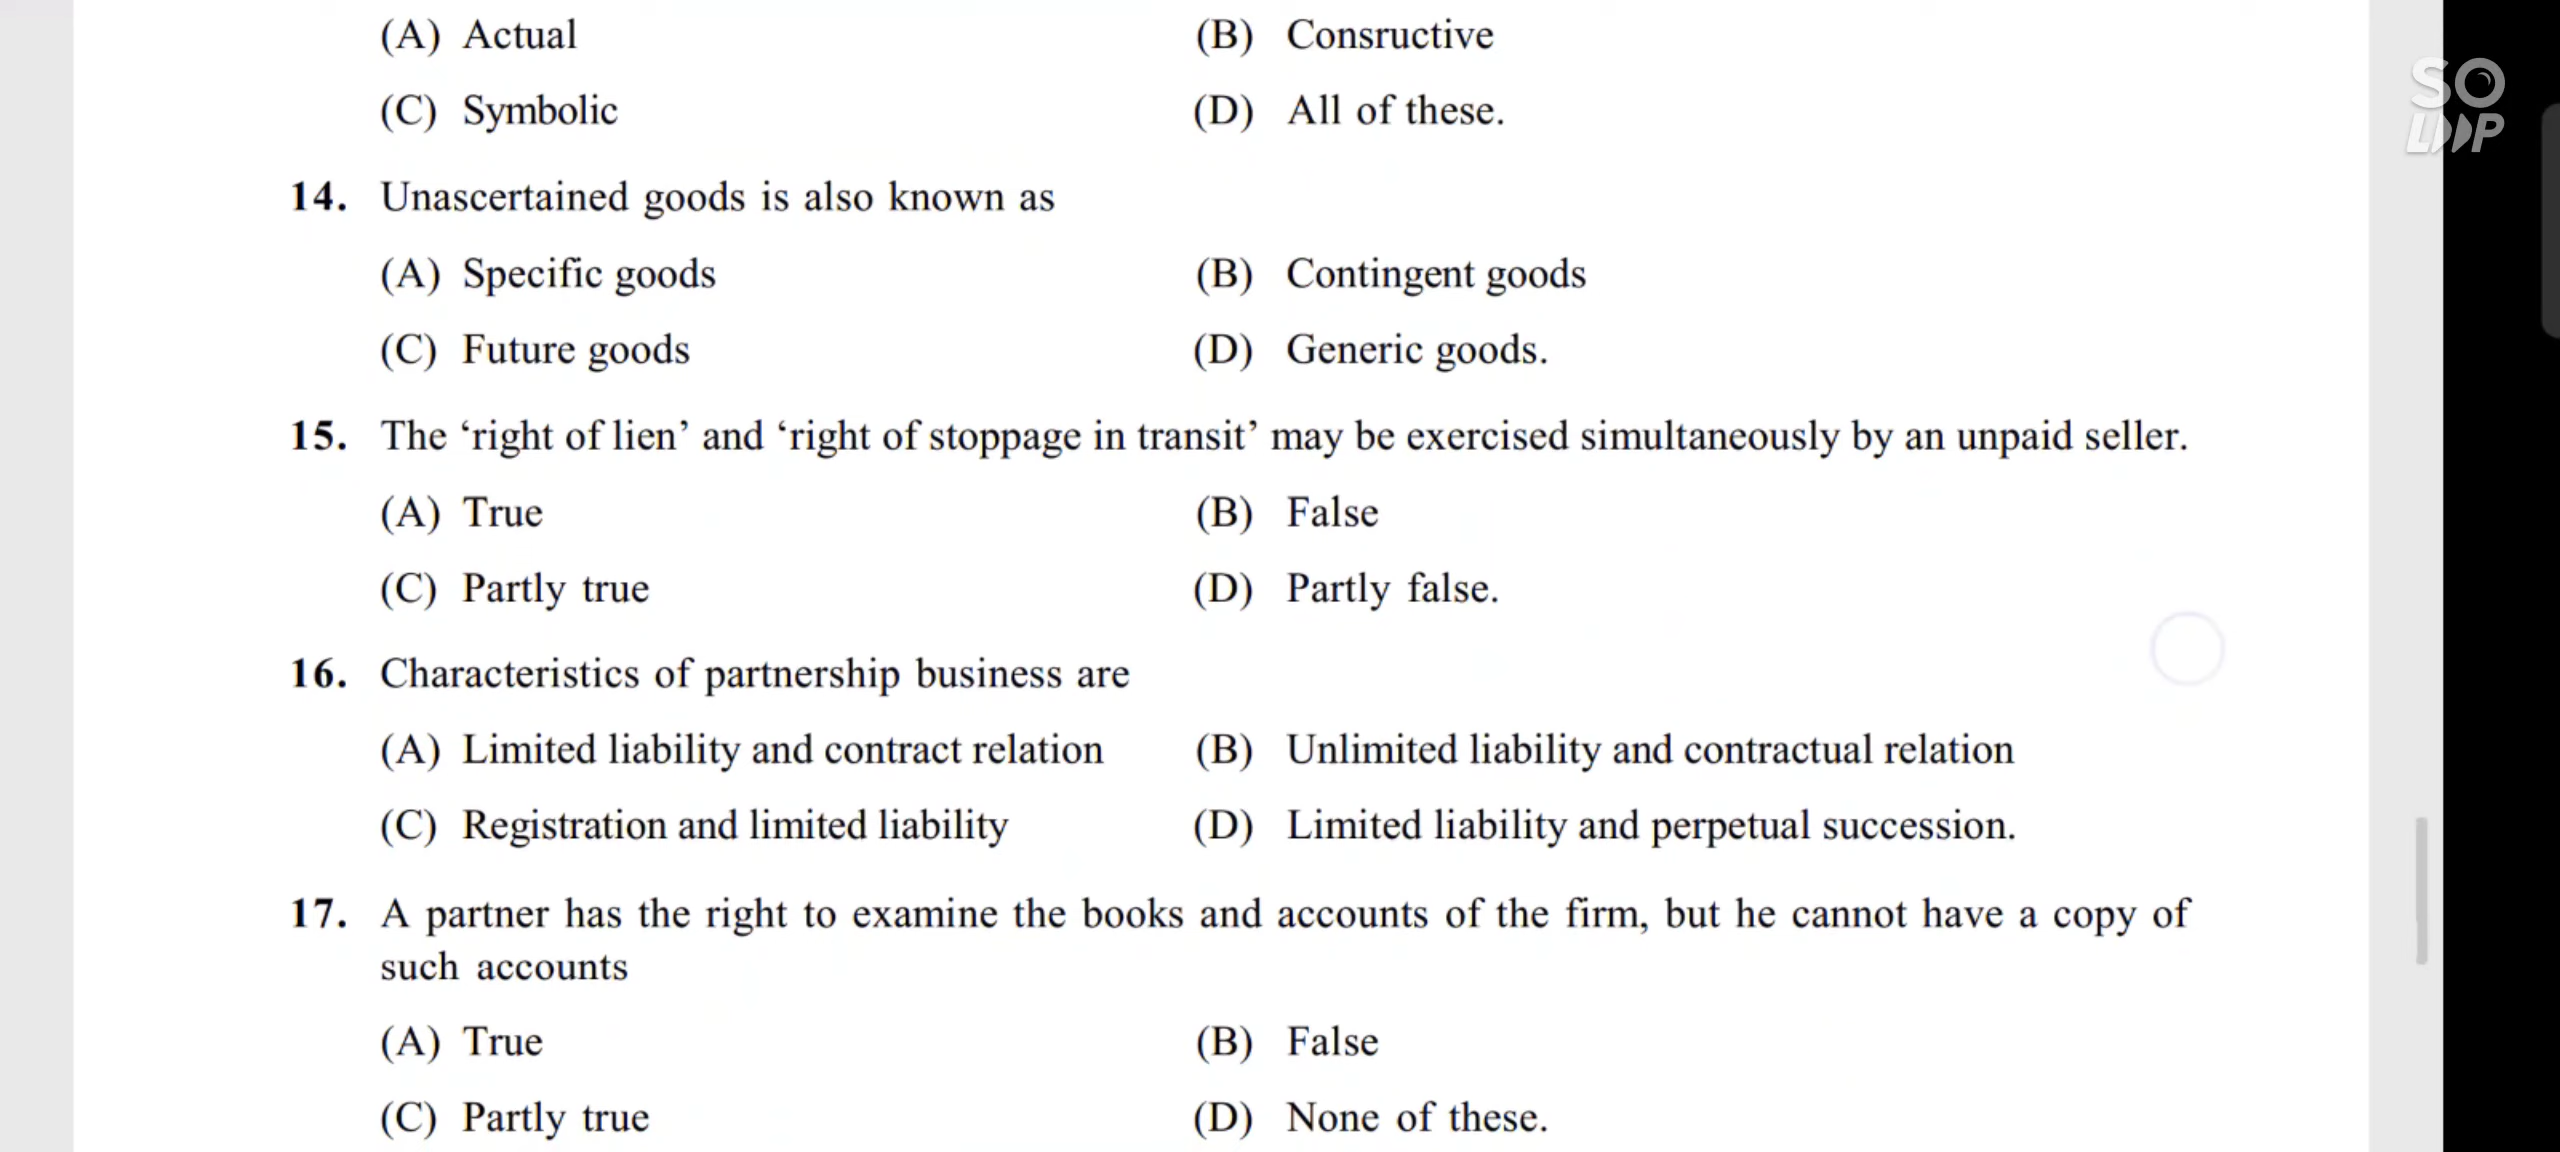 (A) Actual (B) Consructive
(C) Symbolic (D) All of these.
14. Unascertained goods is also known as
(A) Specific goods (B) Contingent goods
(C) Future goods (D) Generic goods.
15. The ‘right of lien’ and ‘right of stoppage in transit’ may be exercised simultaneously by an unpaid seller.
(A) True (B) False
(C) Partly true (D) Partly false.
16. Characteristics of partnership business are
(A) Limited liability and contract relation (B) Unlimited liability and contractual relation
(C) Registration and limited liability (D) Limited liability and perpetual succession.
17. A partner has the right to examine the books and accounts of the firm, but he cannot have a copy of
such accounts
(A) True (B) False
(C) Partly true (D) None of these.
SO
LOOP